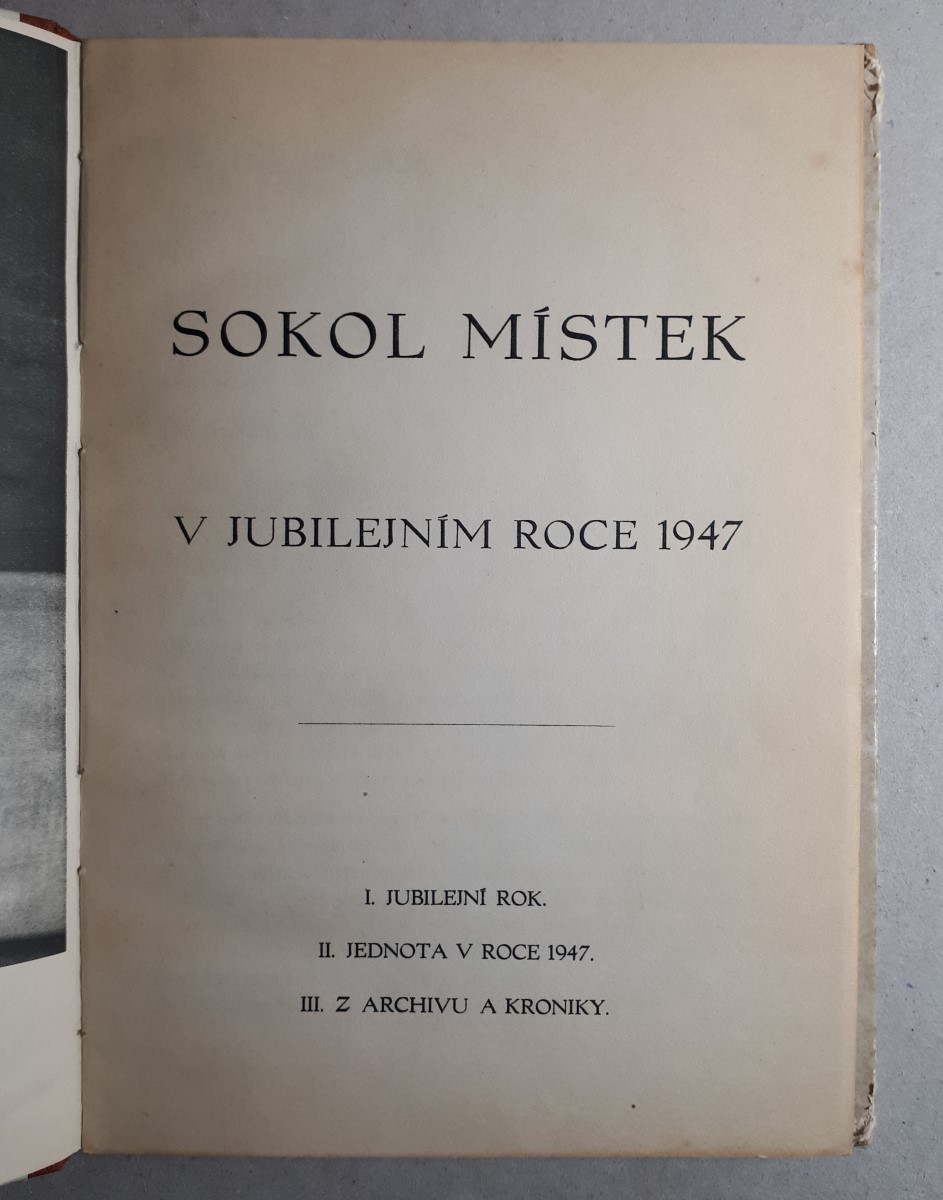 SOKOL MÍSTEK
V JUBILEJNÍM ROCE 1947
I. JUBILEJNÍ ROK.
II. JEDNOTA V ROCE 1947.
III. Z ARCHIVU A KRONIKY.